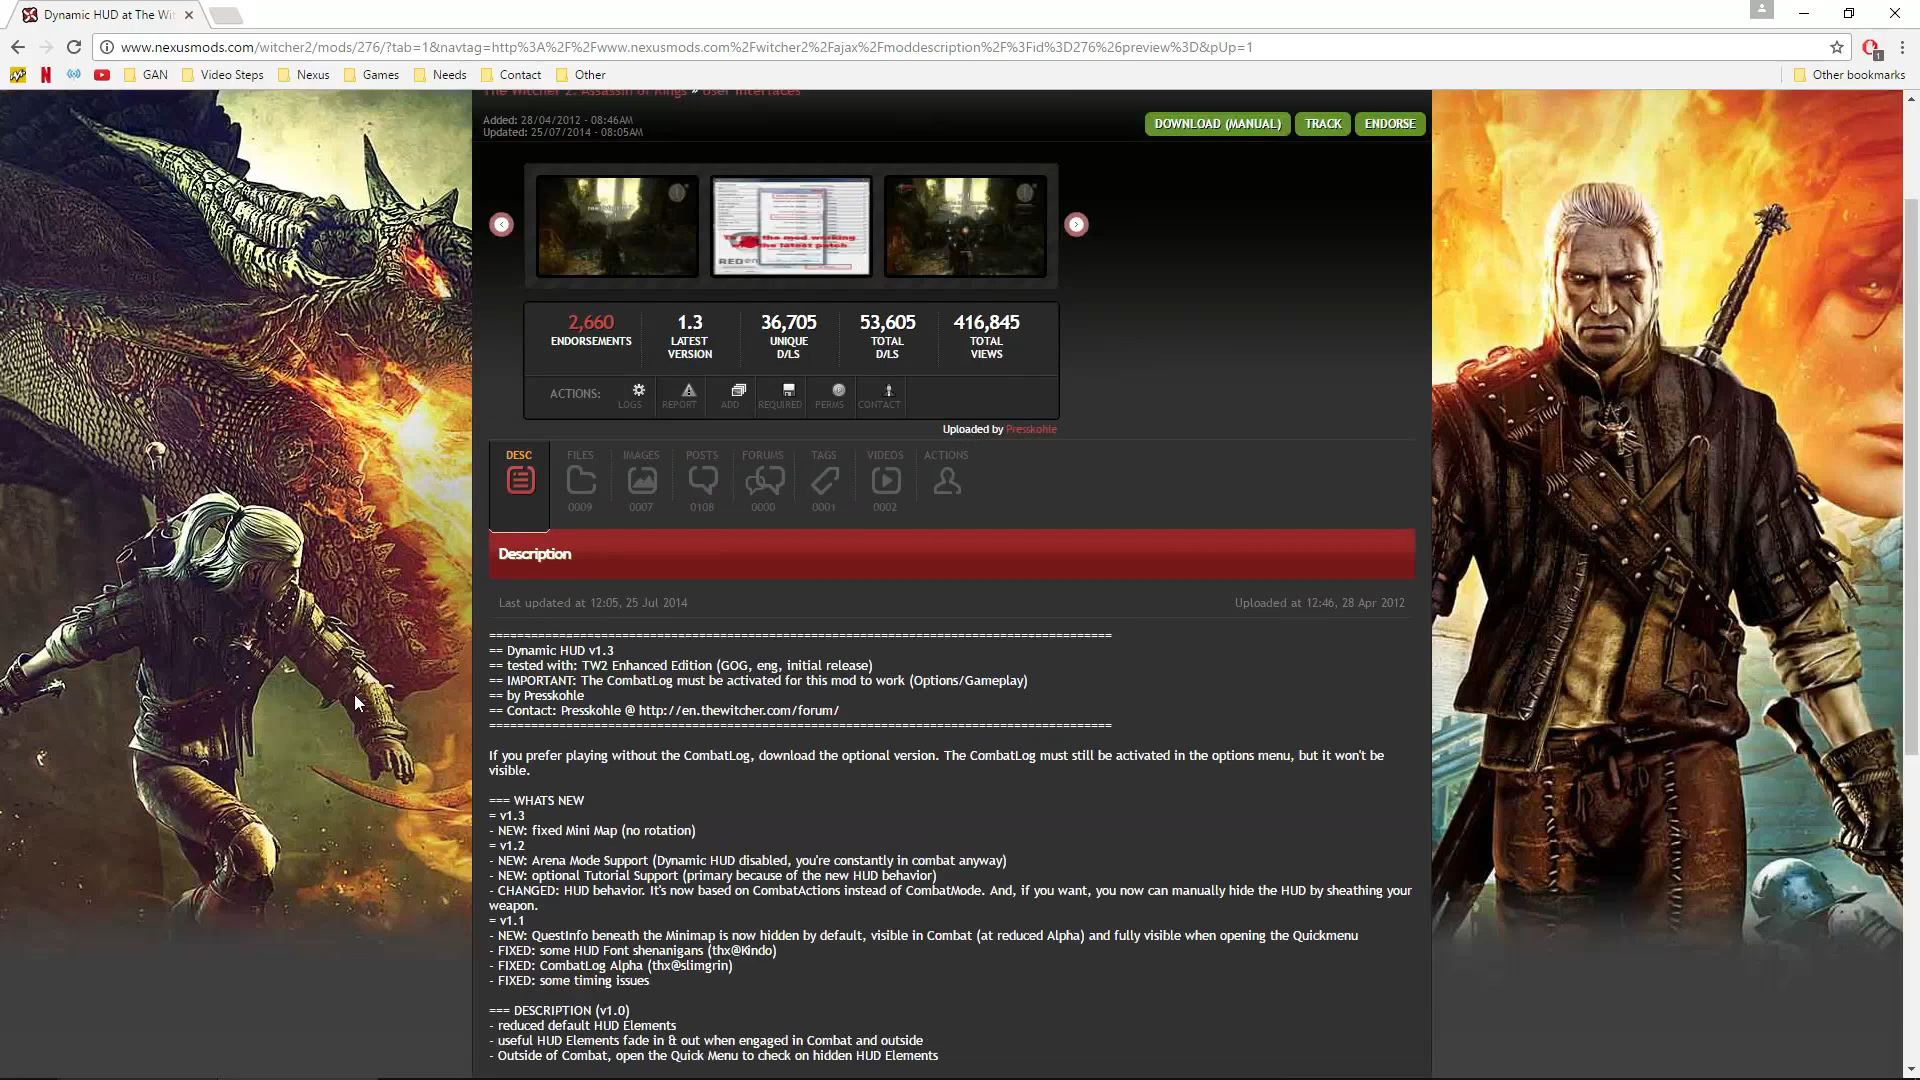 Dynamic HUD at The Wit
www.nexusmods.com/witcher2/mods/276/?tab=1&navtag=http%3A%2F%2Fwww.nexusmods.com%2Fwitcher2%2Fajax%2Fmoddescription%2F%3Fid%3D276%26preview%3D&pUp=1
GAN Video Steps Nexus Games Needs Contact Other Other bookmarks
The Witcher 2: Assassin of Kings » User Interfaces
Added: 28/04/2012 - 08:46AM
Updated: 25/07/2014 - 08:05AM
DOWNLOAD (MANUAL) TRACK ENDORSE
2,660 1.3 36,705 53,605 416,845
ENDORSEMENTS LATEST VERSION UNIQUE D/LS TOTAL D/LS TOTAL VIEWS
ACTIONS: LOGS REPORT ADD REQUIRED PERMS CONTACT
Uploaded by Presskohle
DESC FILES IMAGES POSTS FORUMS TAGS VIDEOS ACTIONS
0009 0007 0108 0000 0001 0002
Description
Last updated at 12:05, 25 Jul 2014 Uploaded at 12:46, 28 Apr 2012
=========================================================================================
== Dynamic HUD v1.3
== tested with: TW2 Enhanced Edition (GOG, eng, initial release)
== IMPORTANT: The CombatLog must be activated for this mod to work (Options/Gameplay)
== by Presskohle
== Contact: Presskohle @ http://en.thewitcher.com/forum/
=========================================================================================
If you prefer playing without the CombatLog, download the optional version. The CombatLog must still be activated in the options menu, but it won't be
visible.
=== WHATS NEW
= v1.3
- NEW: fixed Mini Map (no rotation)
= v1.2
- NEW: Arena Mode Support (Dynamic HUD disabled, you're constantly in combat anyway)
- NEW: optional Tutorial Support (primary because of the new HUD behavior)
- CHANGED: HUD behavior. It's now based on CombatActions instead of CombatMode. And, if you want, you now can manually hide the HUD by sheathing your
weapon.
= v1.1
- NEW: QuestInfo beneath the Minimap is now hidden by default, visible in Combat (at reduced Alpha) and fully visible when opening the Quickmenu
- FIXED: some HUD Font shenanigans (thx@Kindo)
- FIXED: CombatLog Alpha (thx@slimgrin)
- FIXED: some timing issues
=== DESCRIPTION (v1.0)
- reduced default HUD Elements
- useful HUD Elements fade in & out when engaged in Combat and outside
- Outside of Combat, open the Quick Menu to check on hidden HUD Elements